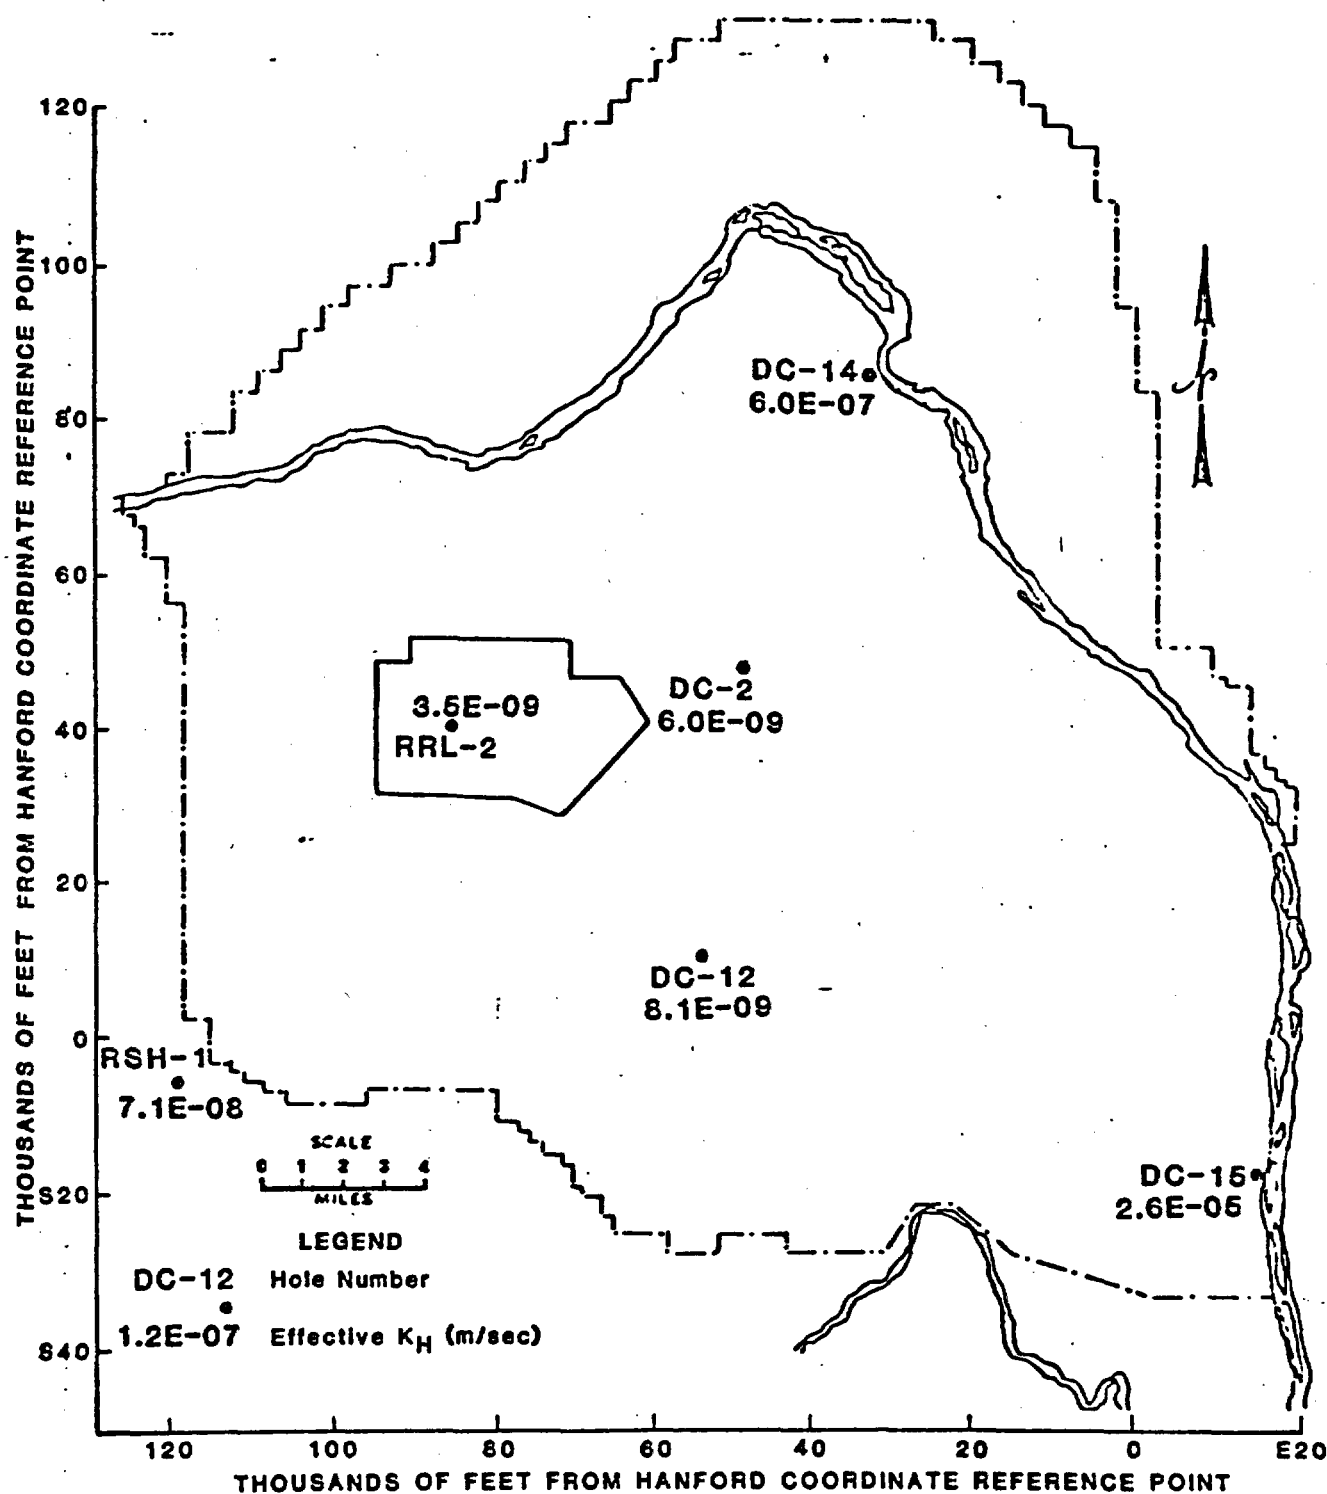 120
100
80
60
40
20
0
S20
S40
THOUSANDS OF FEET FROM HANFORD COORDINATE REFERENCE POINT
DC-14
6.0E-07
DC-2
6.0E-09
3.5E-09
RRL-2
DC-12
8.1E-09
RSH-1
7.1E-08
DC-15
2.6E-05
SCALE
0 1 2 3 4
MILES
LEGEND
DC-12 Hole Number
1.2E-07 Effective KH (m/sec)
120 100 80 60 40 20 0 E20
THOUSANDS OF FEET FROM HANFORD COORDINATE REFERENCE POINT